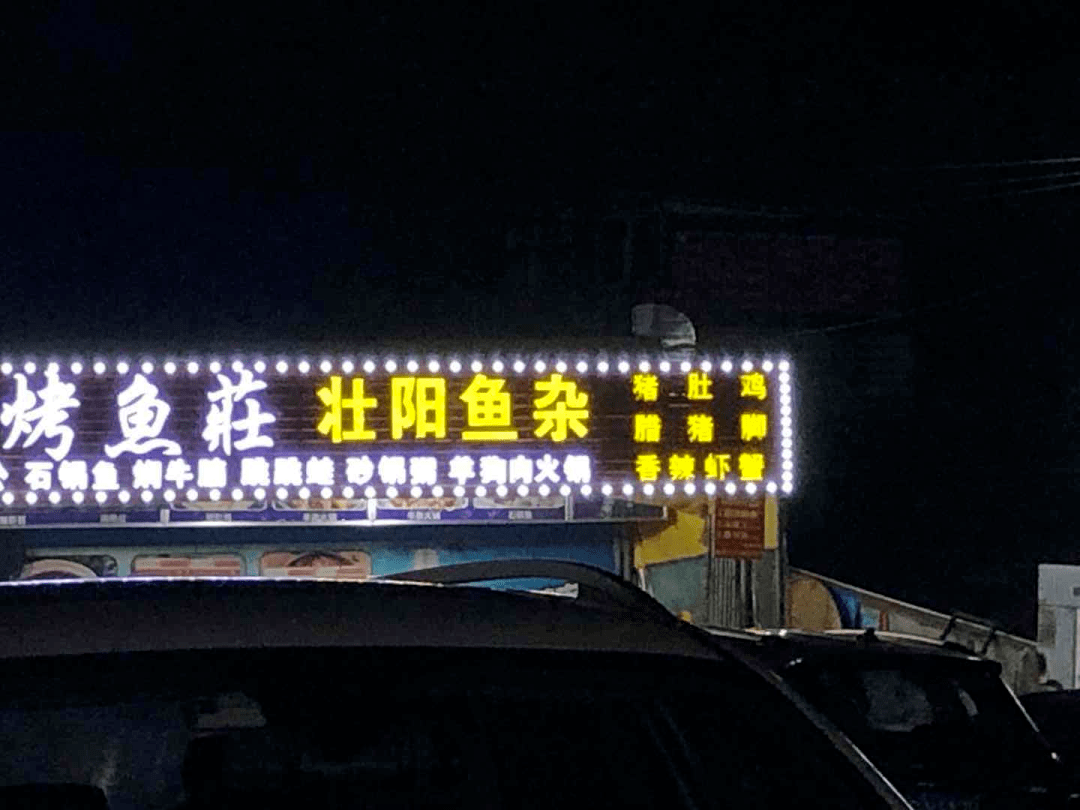 烤魚莊 壮阳鱼杂
石锅鱼 焖牛腩 跳跳蛙 砂锅粥 羊狗肉火锅
猪肚鸡
腊猪脚
香辣虾蟹